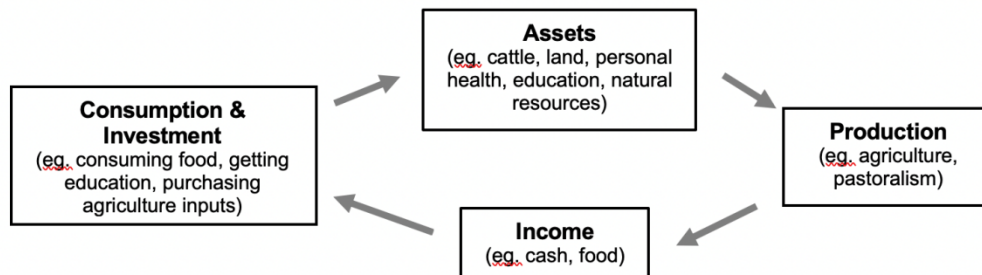 Assets
(eg. cattle, land, personal
health, education, natural
resources)
Consumption &
Investment
(eg. consuming food, getting
education, purchasing
agriculture inputs)
Production
(eg. agriculture,
pastoralism)
Income
(eg. cash, food)